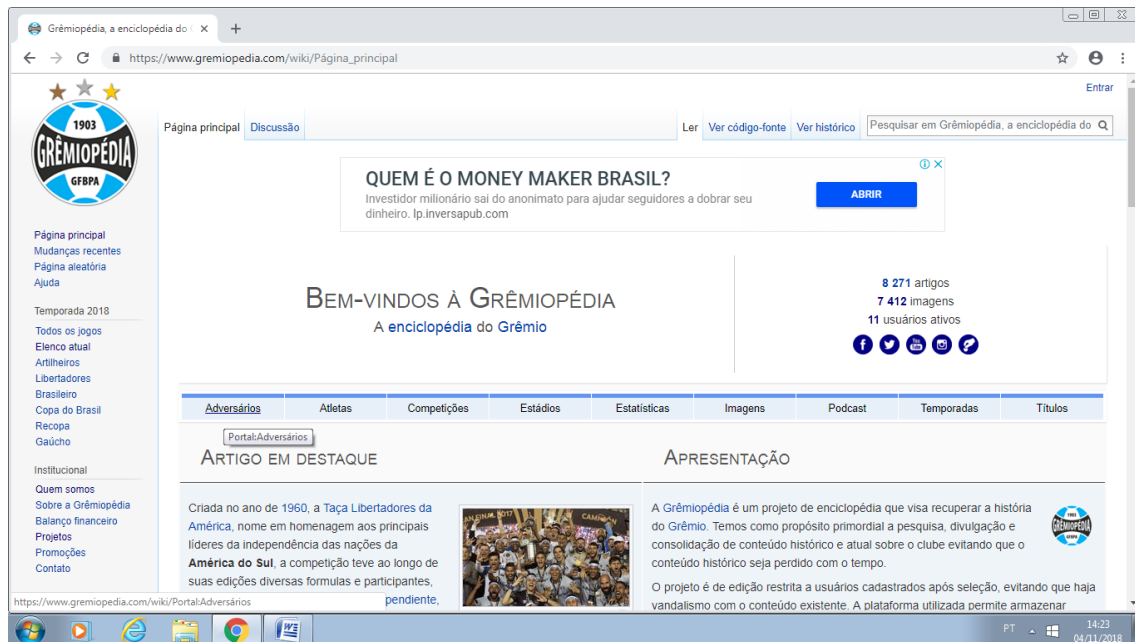 Grêmiopédia, a enciclopédia do
https://www.gremiopedia.com/wiki/Página_principal
Entrar
1903
GRÊMIOPÉDIA
GFBPA
Página principal Discussão Ler Ver código-fonte Ver histórico Pesquisar em Grêmiopédia, a enciclopédia do
QUEM É O MONEY MAKER BRASIL?
Investidor milionário sai do anonimato para ajudar seguidores a dobrar seu
dinheiro. lp.inversapub.com
ABRIR
Página principal
Mudanças recentes
Página aleatória
Ajuda
Temporada 2018
Todos os jogos
Elenco atual
Artilheiros
Libertadores
Brasileiro
Copa do Brasil
Recopa
Gaúcho
Institucional
Quem somos
Sobre a Grêmiopédia
Balanço financeiro
Projetos
Promoções
Contato
BEM-VINDOS À GRÊMIOPÉDIA
A enciclopédia do Grêmio
8 271 artigos
7 412 imagens
11 usuários ativos
Adversários Atletas Competições Estádios Estatísticas Imagens Podcast Temporadas Títulos
Portal:Adversários
ARTIGO EM DESTAQUE
Criada no ano de 1960, a Taça Libertadores da
América, nome em homenagem aos principais
líderes da independência das nações da
América do Sul, a competição teve ao longo de
suas edições diversas formulas e participantes,
pendiente,
APRESENTAÇÃO
A Grêmiopédia é um projeto de enciclopédia que visa recuperar a história
do Grêmio. Temos como propósito primordial a pesquisa, divulgação e
consolidação de conteúdo histórico e atual sobre o clube evitando que o
conteúdo histórico seja perdido com o tempo.
O projeto é de edição restrita a usuários cadastrados após seleção, evitando que haja
vandalismo com o conteúdo existente. A plataforma utilizada permite armazenar
https://www.gremiopedia.com/wiki/Portal:Adversários
PT
14:23
04/11/2018